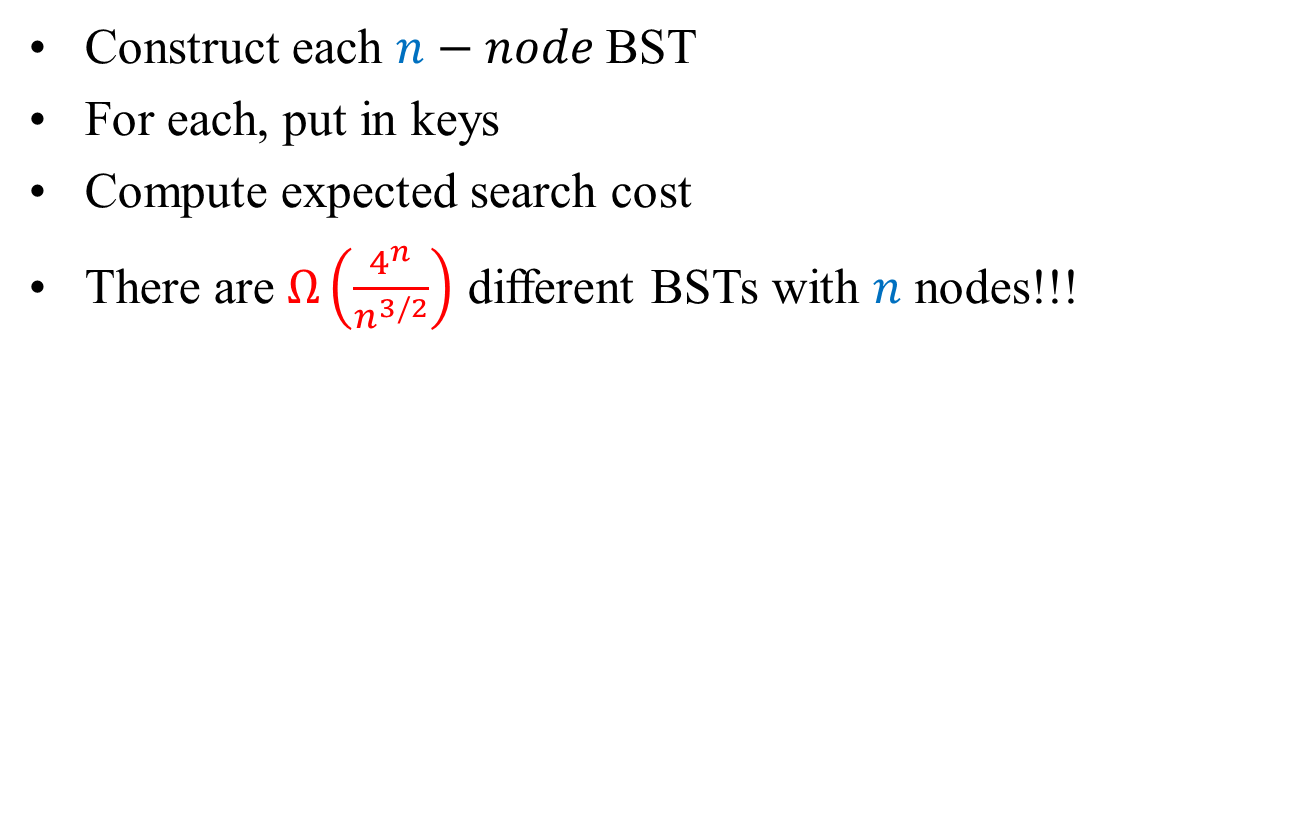 • Construct each n − node BST
• For each, put in keys
• Compute expected search cost
• There are Ω(4ⁿ/n^{3/2}) different BSTs with n nodes!!!